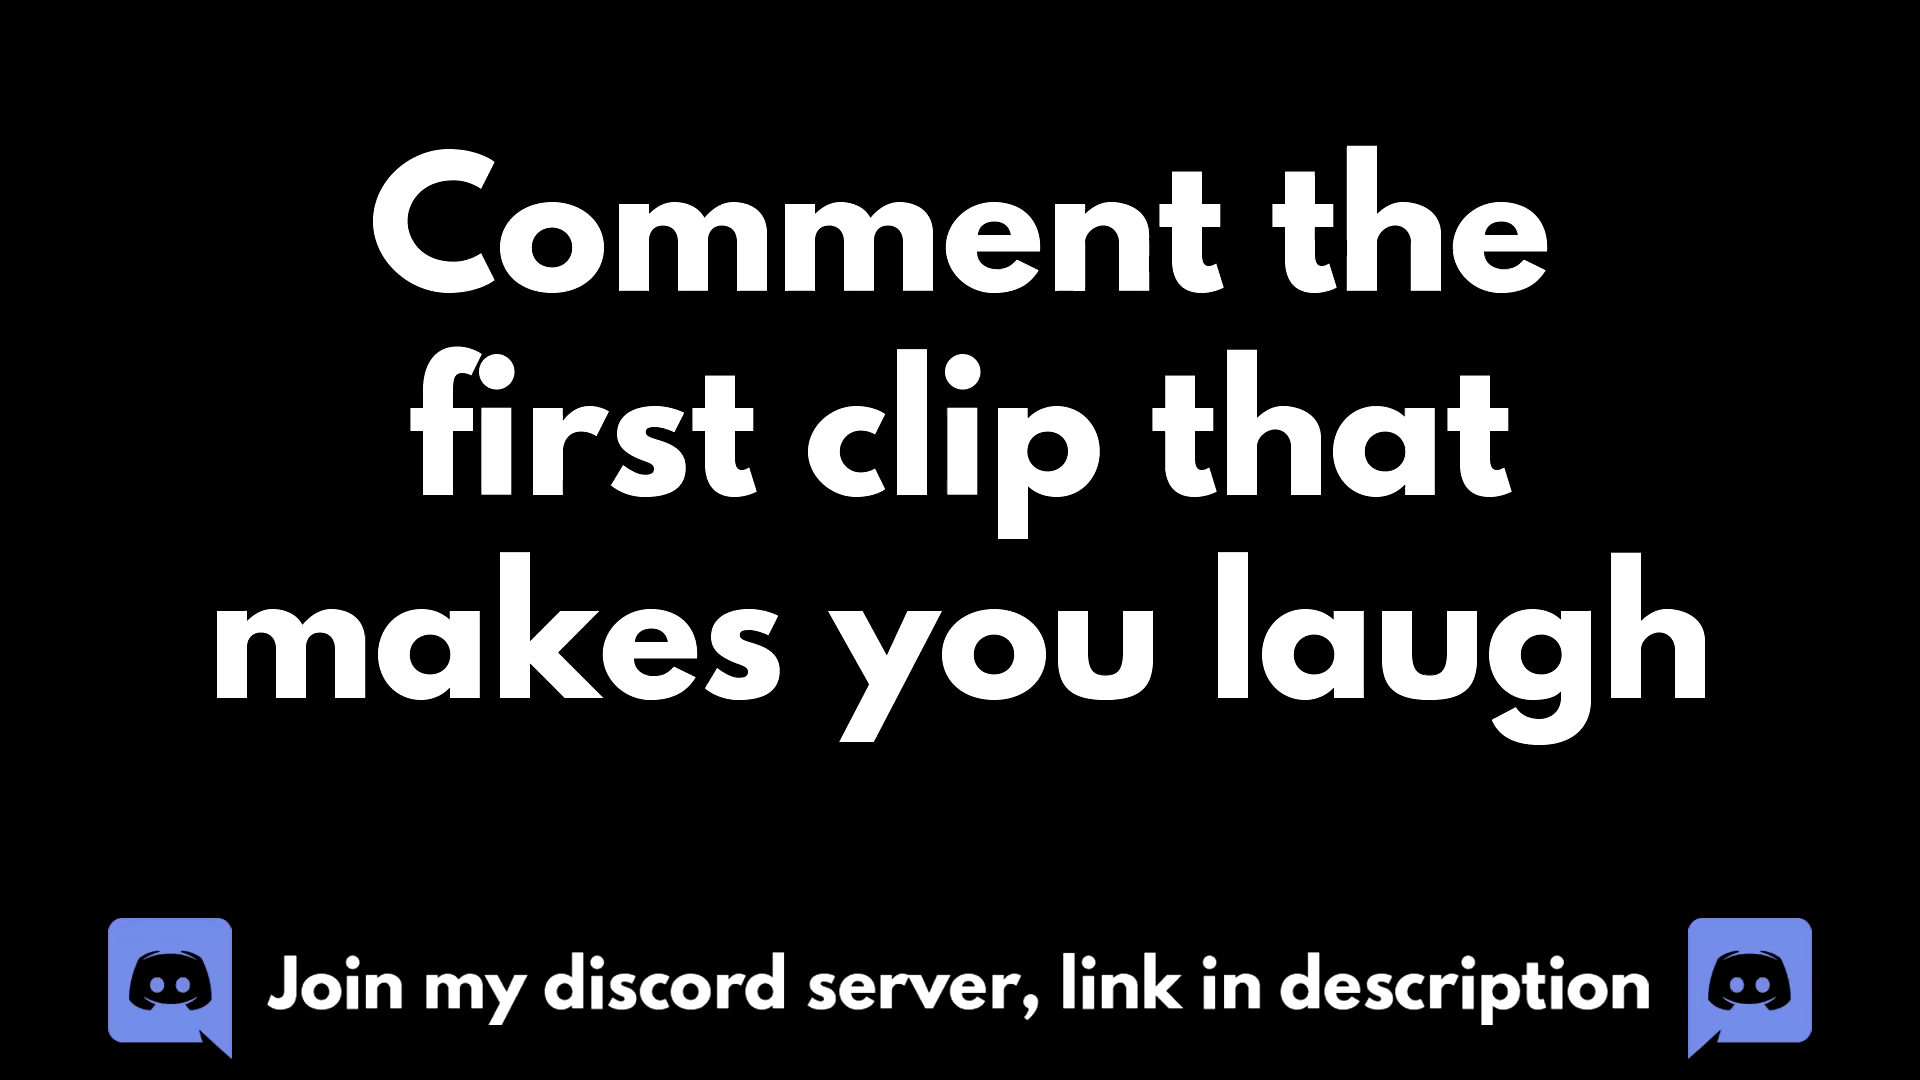 Comment the
first clip that
makes you laugh
Join my discord server, link in description